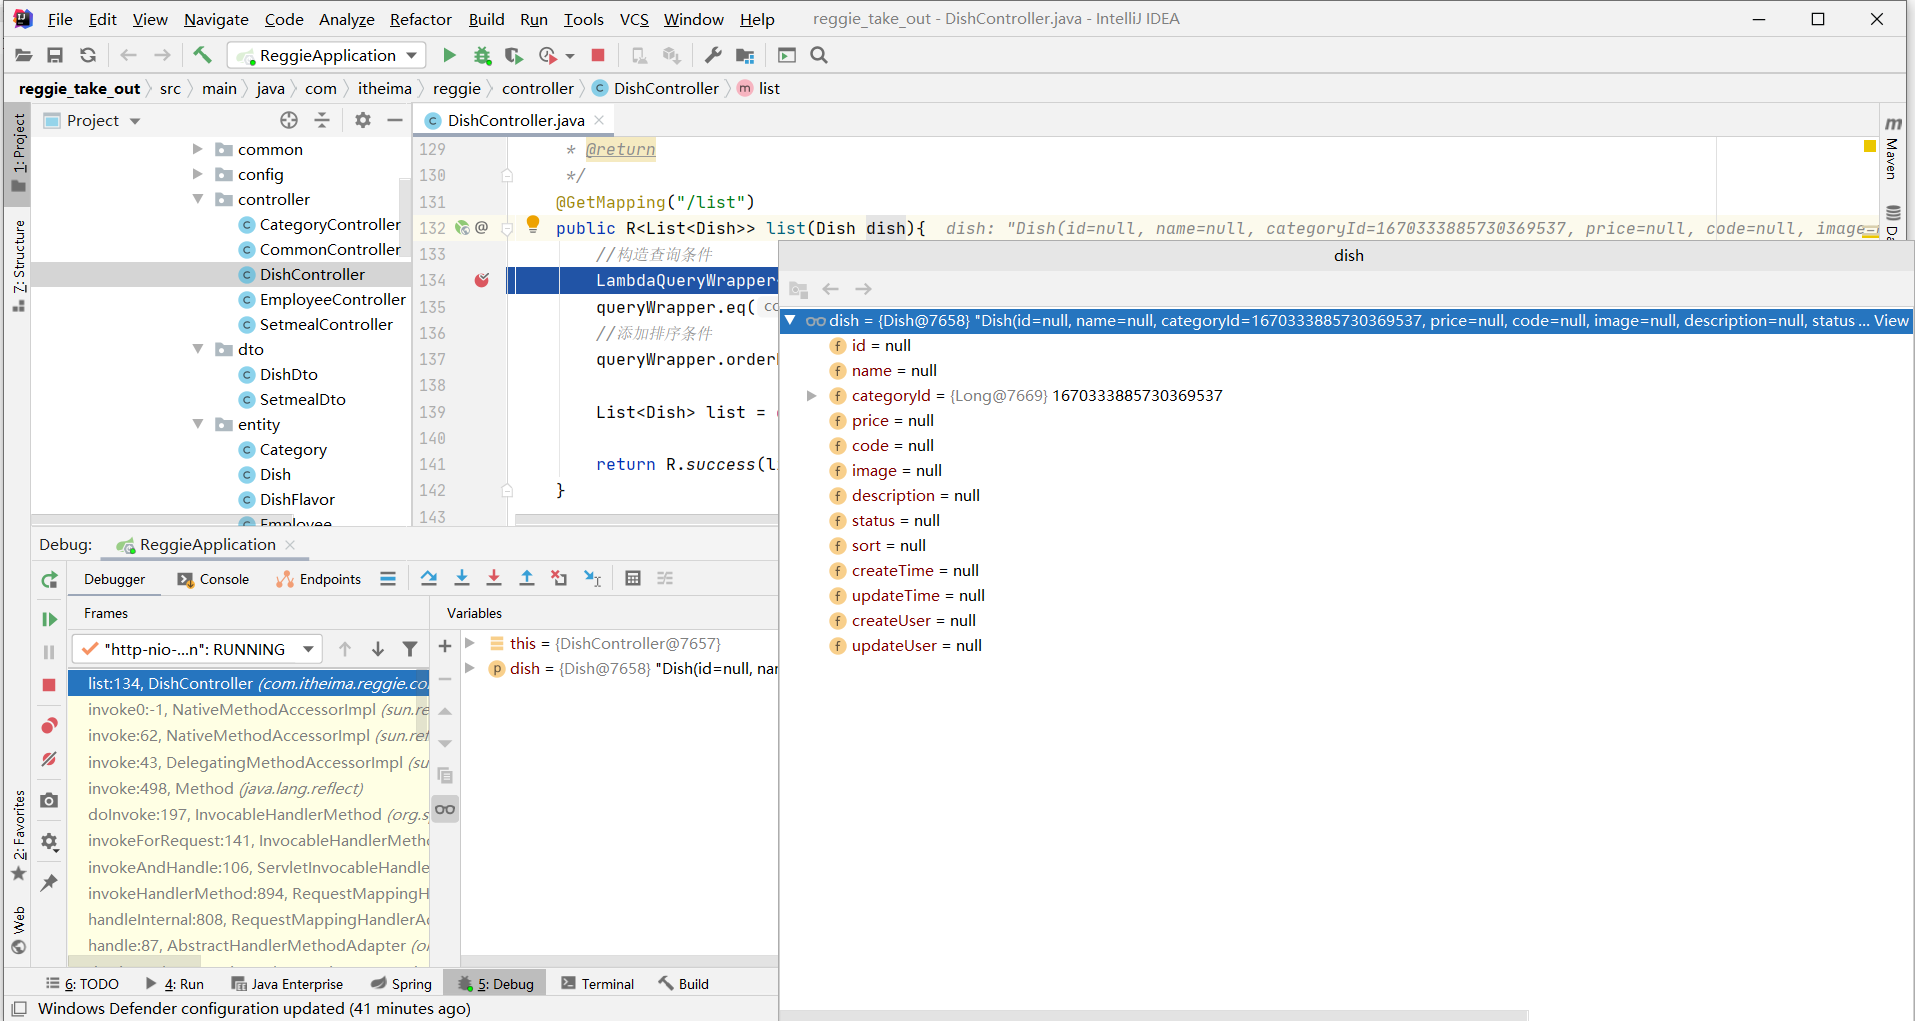 File Edit View Navigate Code Analyze Refactor Build Run Tools VCS Window Help reggie_take_out - DishController.java - IntelliJ IDEA
ReggieApplication
reggie_take_out src main java com itheima reggie controller DishController list
Project
DishController.java
1: Project
7: Structure
2: Favorites
Web
Maven
common
config
controller
CategoryController
CommonController
DishController
EmployeeController
SetmealController
dto
DishDto
SetmealDto
entity
Category
Dish
DishFlavor
Employee
129 * @return
130 */
131 @GetMapping("/list")
132 public R<List<Dish>> list(Dish dish){ dish: "Dish(id=null, name=null, categoryId=1670333885730369537, price=null, code=null, image=
133 //构造查询条件
134 LambdaQueryWrapper
135 queryWrapper.eq(
136 //添加排序条件
137 queryWrapper.order
138
139 List<Dish> list =
140
141 return R.success(l
142 }
143
dish
dish = {Dish@7658} "Dish(id=null, name=null, categoryId=1670333885730369537, price=null, code=null, image=null, description=null, status ... View
id = null
name = null
categoryId = {Long@7669} 1670333885730369537
price = null
code = null
image = null
description = null
status = null
sort = null
createTime = null
updateTime = null
createUser = null
updateUser = null
Debug: ReggieApplication
Debugger Console Endpoints
Frames
Variables
"http-nio-...n": RUNNING
list:134, DishController (com.itheima.reggie.co
invoke0:-1, NativeMethodAccessorImpl (sun.re
invoke:62, NativeMethodAccessorImpl (sun.ref
invoke:43, DelegatingMethodAccessorImpl (su
invoke:498, Method (java.lang.reflect)
doInvoke:197, InvocableHandlerMethod (org.s
invokeForRequest:141, InvocableHandlerMetho
invokeAndHandle:106, ServletInvocableHandle
invokeHandlerMethod:894, RequestMappingH
handleInternal:808, RequestMappingHandlerAd
handle:87, AbstractHandlerMethodAdapter (o
this = {DishController@7657}
dish = {Dish@7658} "Dish(id=null, na
6: TODO 4: Run Java Enterprise Spring 5: Debug Terminal Build
Windows Defender configuration updated (41 minutes ago)